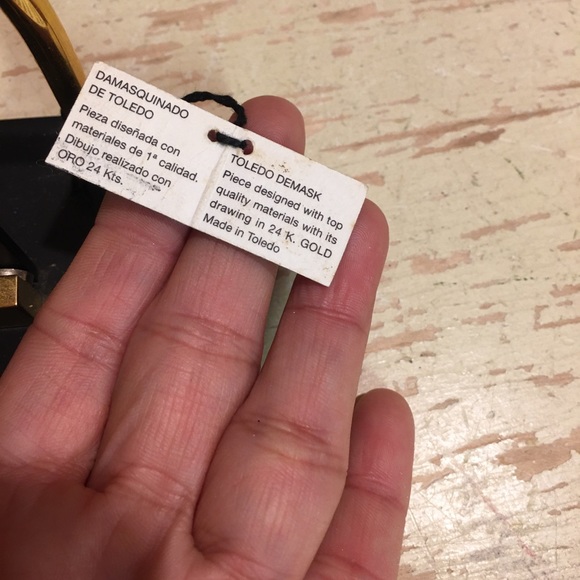 DAMASQUINADO
DE TOLEDO
Pieza diseñada con
materiales de 1ª calidad.
Dibujo realizado con
ORO 24 Kts.
TOLEDO DEMASK
Piece designed with top
quality materials with its
drawing in 24 K. GOLD
Made in Toledo